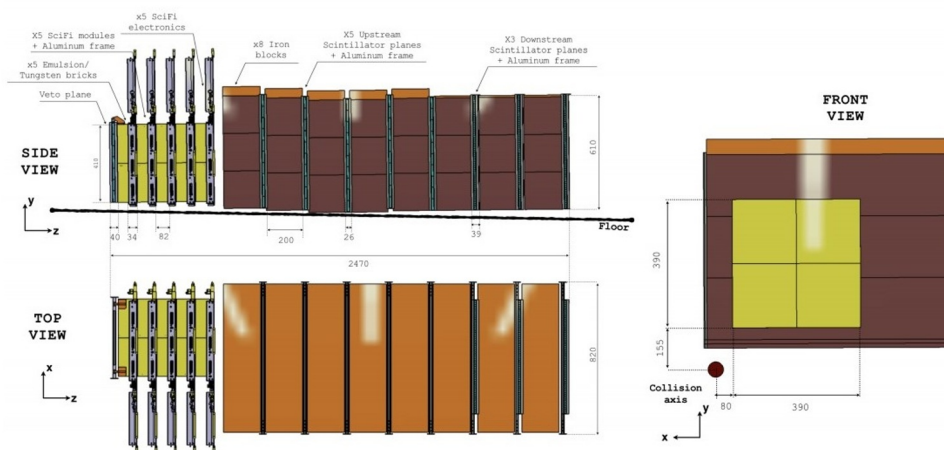 x5 SciFi
electronics
X5 SciFi modules
+ Aluminum frame
x5 Emulsion/
Tungsten bricks
Veto plane
x8 Iron
blocks
X5 Upstream
Scintillator planes
+ Aluminum frame
X3 Downstream
Scintillator planes
+ Aluminum frame
SIDE
VIEW
410
610
y
z
Floor
40
34
82
200
26
39
2470
TOP
VIEW
x
z
820
FRONT
VIEW
390
155
Collision
axis
80
390
y
x